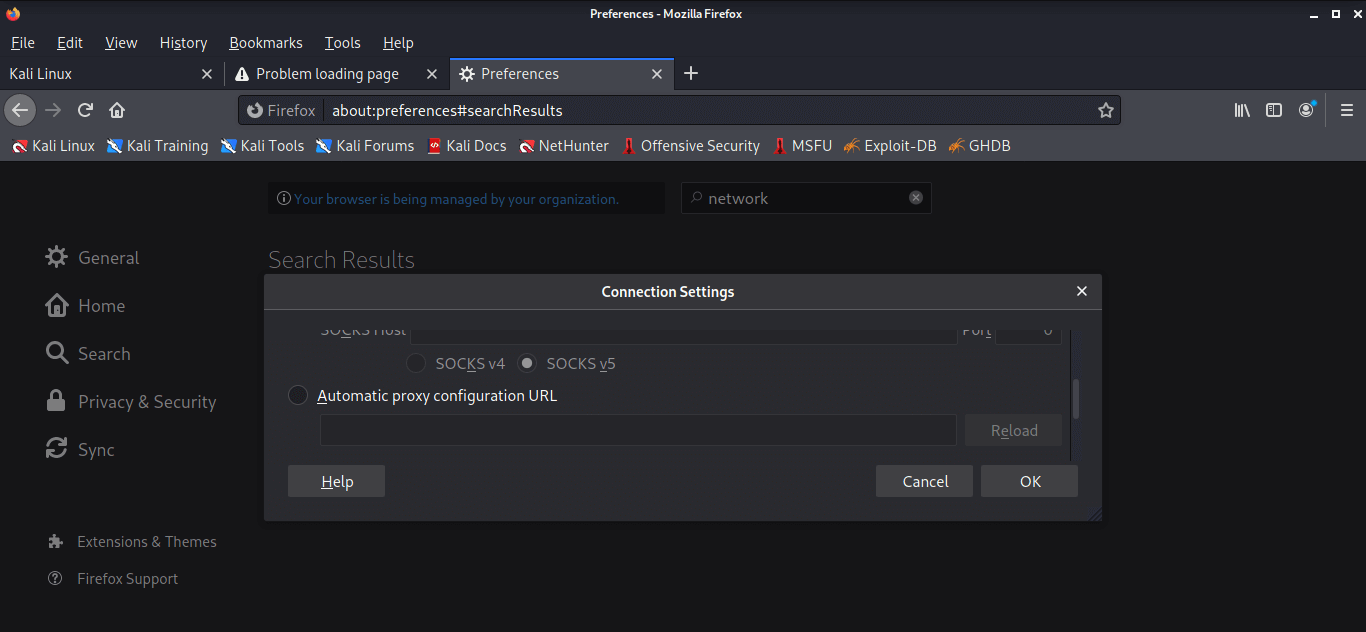 Preferences - Mozilla Firefox
File Edit View History Bookmarks Tools Help
Kali Linux Problem loading page Preferences
Firefox about:preferences#searchResults
Kali Linux Kali Training Kali Tools Kali Forums Kali Docs NetHunter Offensive Security MSFU Exploit-DB GHDB
Your browser is being managed by your organization. network
General
Search Results
Home
Search
Privacy & Security
Sync
Extensions & Themes
Firefox Support
Connection Settings
SOCKS Host Port 0
SOCKS v4 SOCKS v5
Automatic proxy configuration URL
Reload
Help Cancel OK